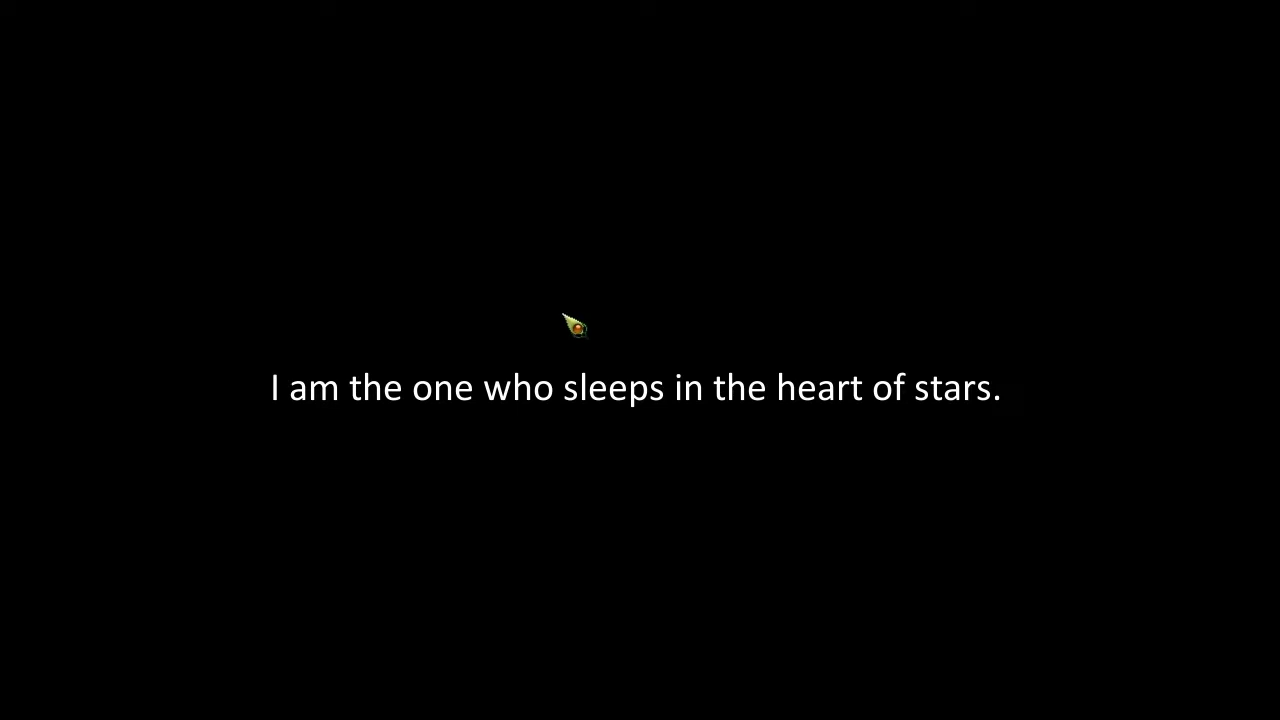 I am the one who sleeps in the heart of stars.